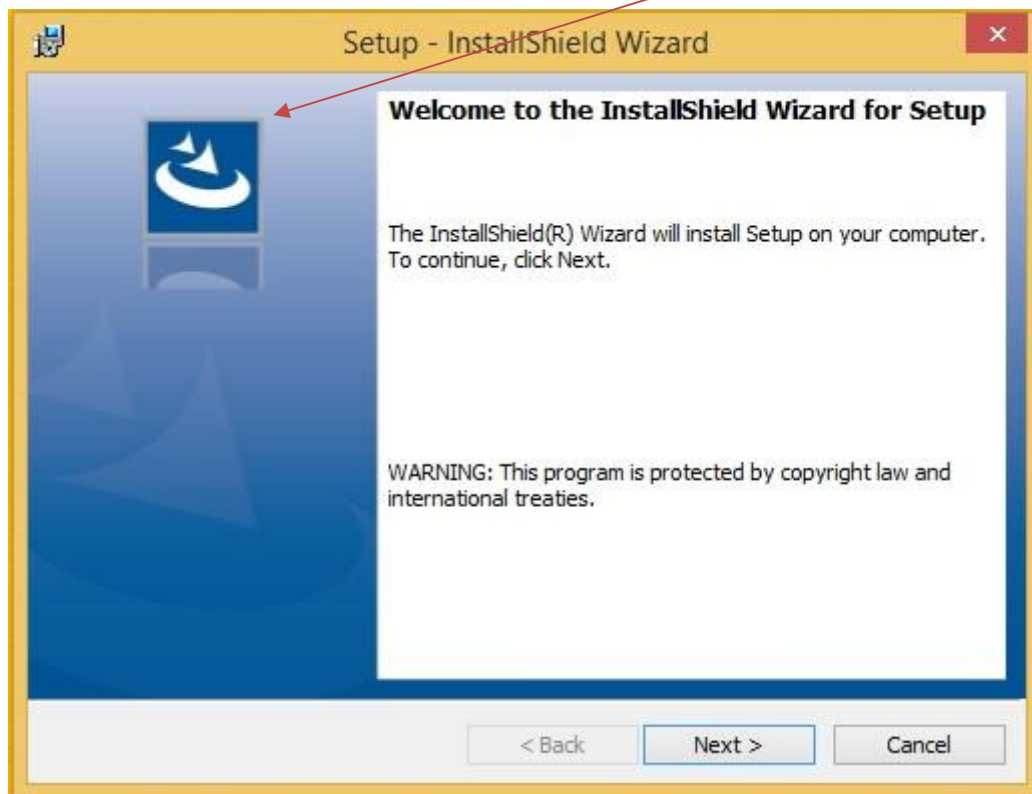 Setup - InstallShield Wizard
Welcome to the InstallShield Wizard for Setup
The InstallShield(R) Wizard will install Setup on your computer.
To continue, click Next.
WARNING: This program is protected by copyright law and
international treaties.
< Back
Next >
Cancel